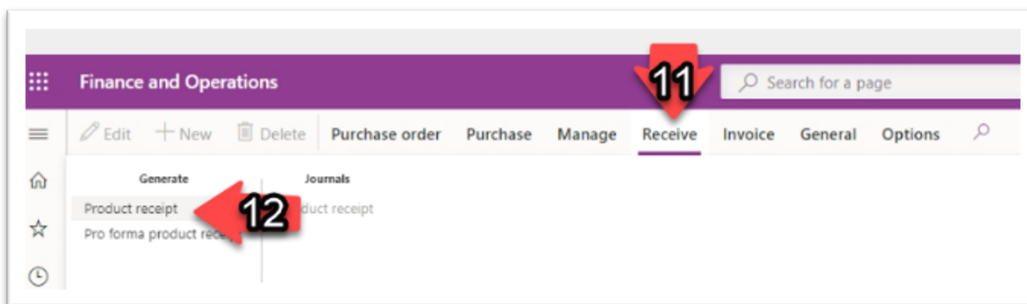 11
Finance and Operations Search for a page
Edit New Delete Purchase order Purchase Manage Receive Invoice General Options
Generate Journals
Product receipt 12 duct receipt
Pro forma product rece